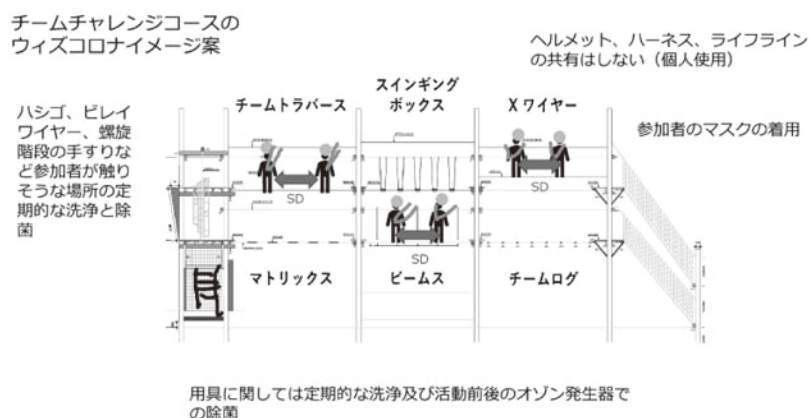 チームチャレンジコースの
ウィズコロナイメージ案
ヘルメット、ハーネス、ライフライン
の共有はしない（個人使用）
ハシゴ、ビレイ
ワイヤー、螺旋
階段の手すりな
ど参加者が触り
そうな場所の定
期的な洗浄と除
菌
チームトラバース
スインギング
ボックス
Xワイヤー
参加者のマスクの着用
SD
SD
SD
マトリックス
ビームス
チームログ
用具に関しては定期的な洗浄及び活動前後のオゾン発生器で
の除菌